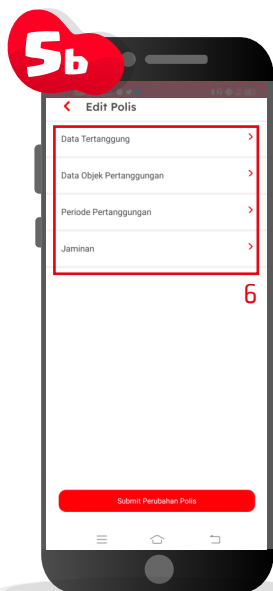 5b
Edit Polis
Data Tertanggung
Data Objek Pertanggungan
Periode Pertanggungan
Jaminan
6
Submit Perubahan Polis